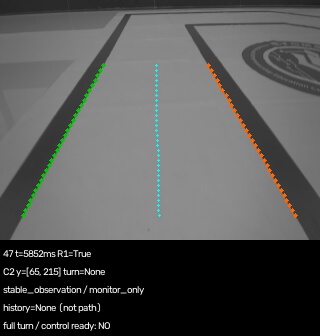 47 t=5852ms R1=True
C2 y=[65, 215] turn=None
stable_observation / monitor_only
history=None (not path)
full turn / control ready: NO